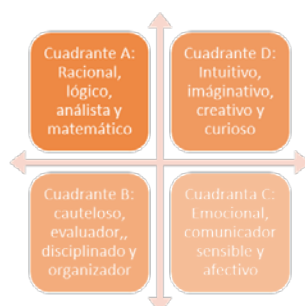 Cuadrante A:
Racional,
lógico,
análista y
matemático
Cuadrante D:
Intuitivo,
imáginativo,
creativo y
curioso
Cuadrante B:
cauteloso,
evaluador,,
disciplinado y
organizador
Cuadranta C:
Emocional,
comunicador
sensible y
afectivo